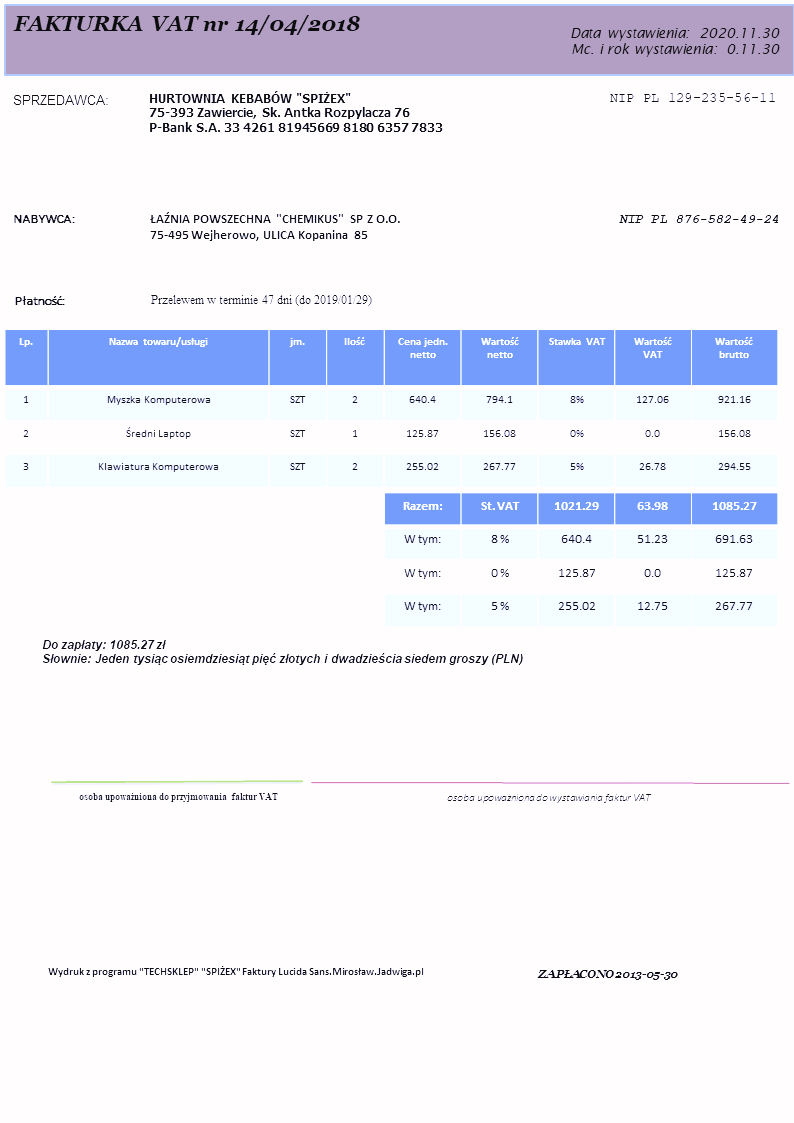 FAKTURKA VAT nr 14/04/2018
Data wystawienia: 2020.11.30
Mc. i rok wystawienia: 0.11.30
SPRZEDAWCA:
HURTOWNIA KEBABÓW "SPIŻEX"
NIP PL 129-235-56-11
75-393 Zawiercie, Sk. Antka Rozpylacza 76
P-Bank S.A. 33 4261 81945669 8180 6357 7833
NABYWCA:
ŁAŹNIA POWSZECHNA "CHEMIKUS" SP Z O.O.
NIP PL 876-582-49-24
75-495 Wejherowo, ULICA Kopanina 85
Płatność:
Przelewem w terminie 47 dni (do 2019/01/29)
Lp. Nazwa towaru/usługi jm. Ilość Cena jedn. Wartość Stawka VAT Wartość Wartość
netto netto VAT brutto
1 Myszka Komputerowa SZT 2 640.4 794.1 8% 127.06 921.16
2 Średni Laptop SZT 1 125.87 156.08 0% 0.0 156.08
3 Klawiatura Komputerowa SZT 2 255.02 267.77 5% 26.78 294.55
Razem: St. VAT 1021.29 63.98 1085.27
W tym: 8 % 640.4 51.23 691.63
W tym: 0 % 125.87 0.0 125.87
W tym: 5 % 255.02 12.75 267.77
Do zapłaty: 1085.27 zł
Słownie: Jeden tysiąc osiemdziesiąt pięć złotych i dwadzieścia siedem groszy (PLN)
osoba upoważniona do przyjmowania faktur VAT
osoba upoważniona do wystawiania faktur VAT
Wydruk z programu "TECHSKLEP" "SPIŻEX" Faktury Lucida Sans.Mirosław.Jadwiga.pl
ZAPŁACONO 2013-05-30